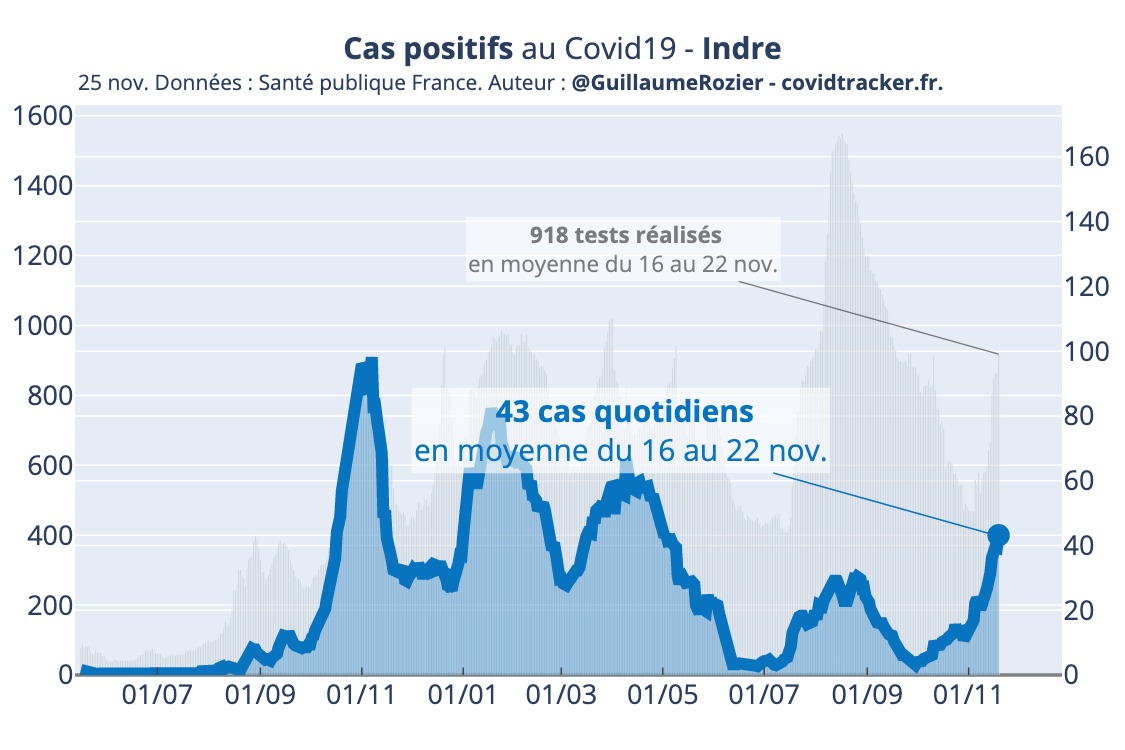 Cas positifs au Covid19 - Indre
25 nov. Données : Santé publique France. Auteur : @GuillaumeRozier - covidtracker.fr.
1600
1400
1200
1000
800
600
400
200
0
160
140
120
100
80
60
40
20
0
918 tests réalisés
en moyenne du 16 au 22 nov.
43 cas quotidiens
en moyenne du 16 au 22 nov.
01/07 01/09 01/11 01/01 01/03 01/05 01/07 01/09 01/11